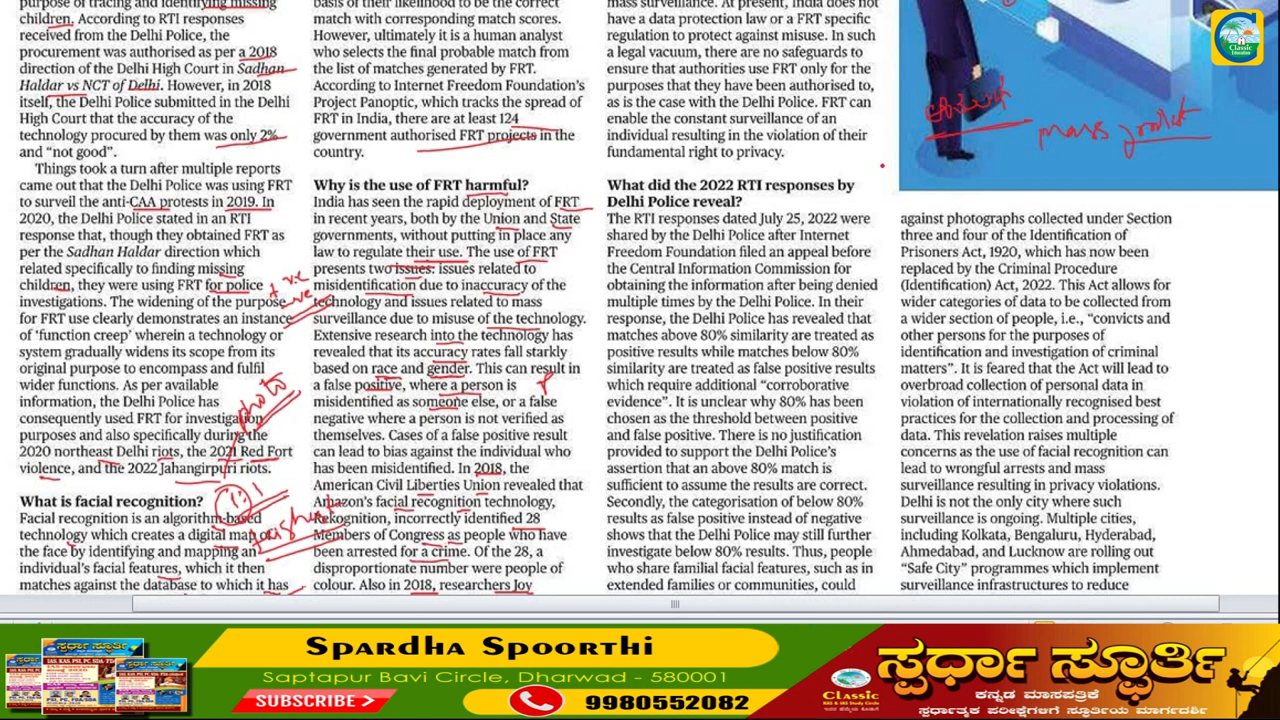 purpose of tracing and identifying missing
children. According to RTI responses
received from the Delhi Police, the
procurement was authorised as per a 2018
direction of the Delhi High Court in Sadhan
Haldar vs NCT of Delhi. However, in 2018
itself, the Delhi Police submitted in the Delhi
High Court that the accuracy of the
technology procured by them was only 2%
and “not good”.
Things took a turn after multiple reports
came out that the Delhi Police was using FRT
to surveil the anti-CAA protests in 2019. In
2020, the Delhi Police stated in an RTI
response that, though they obtained FRT as
per the Sadhan Haldar direction which
related specifically to finding missing
children, they were using FRT for police
investigations. The widening of the purpose
for FRT use clearly demonstrates an instance
of ‘function creep’ wherein a technology or
system gradually widens its scope from its
original purpose to encompass and fulfil
wider functions. As per available
information, the Delhi Police has
consequently used FRT for investigation
purposes and also specifically during the
2020 northeast Delhi riots, the 2021 Red Fort
violence, and the 2022 Jahangirpuri riots.
What is facial recognition?
Facial recognition is an algorithm-based
technology which creates a digital map of
the face by identifying and mapping an
individual’s facial features, which it then
matches against the database to which it has
photo
basis of their likelihood to be the correct
match with corresponding match scores.
However, ultimately it is a human analyst
who selects the final probable match from
the list of matches generated by FRT.
According to Internet Freedom Foundation’s
Project Panoptic, which tracks the spread of
FRT in India, there are at least 124
government authorised FRT projects in the
country.
Why is the use of FRT harmful?
India has seen the rapid deployment of FRT
in recent years, both by the Union and State
governments, without putting in place any
law to regulate their use. The use of FRT
presents two issues: issues related to
misidentification due to inaccuracy of the
technology and issues related to mass
surveillance due to misuse of the technology.
Extensive research into the technology has
revealed that its accuracy rates fall starkly
based on race and gender. This can result in
a false positive, where a person is
misidentified as someone else, or a false
negative where a person is not verified as
themselves. Cases of a false positive result
can lead to bias against the individual who
has been misidentified. In 2018, the
American Civil Liberties Union revealed that
Amazon’s facial recognition technology,
Rekognition, incorrectly identified 28
Members of Congress as people who have
been arrested for a crime. Of the 28, a
disproportionate number were people of
colour. Also in 2018, researchers Joy
mass surveillance. At present, India does not
have a data protection law or a FRT specific
regulation to protect against misuse. In such
a legal vacuum, there are no safeguards to
ensure that authorities use FRT only for the
purposes that they have been authorised to,
as is the case with the Delhi Police. FRT can
enable the constant surveillance of an
individual resulting in the violation of their
fundamental right to privacy.
What did the 2022 RTI responses by
Delhi Police reveal?
The RTI responses dated July 25, 2022 were
shared by the Delhi Police after Internet
Freedom Foundation filed an appeal before
the Central Information Commission for
obtaining the information after being denied
multiple times by the Delhi Police. In their
response, the Delhi Police has revealed that
matches above 80% similarity are treated as
positive results while matches below 80%
similarity are treated as false positive results
which require additional “corroborative
evidence”. It is unclear why 80% has been
chosen as the threshold between positive
and false positive. There is no justification
provided to support the Delhi Police’s
assertion that an above 80% match is
sufficient to assume the results are correct.
Secondly, the categorisation of below 80%
results as false positive instead of negative
shows that the Delhi Police may still further
investigate below 80% results. Thus, people
who share familial facial features, such as in
extended families or communities, could
mass
against photographs collected under Section
three and four of the Identification of
Prisoners Act, 1920, which has now been
replaced by the Criminal Procedure
(Identification) Act, 2022. This Act allows for
wider categories of data to be collected from
a wider section of people, i.e., “convicts and
other persons for the purposes of
identification and investigation of criminal
matters”. It is feared that the Act will lead to
overbroad collection of personal data in
violation of internationally recognised best
practices for the collection and processing of
data. This revelation raises multiple
concerns as the use of facial recognition can
lead to wrongful arrests and mass
surveillance resulting in privacy violations.
Delhi is not the only city where such
surveillance is ongoing. Multiple cities,
including Kolkata, Bengaluru, Hyderabad,
Ahmedabad, and Lucknow are rolling out
“Safe City” programmes which implement
surveillance infrastructures to reduce
Classic
Education
Spardha Spoorthi
Saptapur Bavi Circle, Dharwad - 580001
SUBSCRIBE
9980552082
ಸ್ಪರ್ಧಾ ಸ್ಫೂರ್ತಿ
ಕನ್ನಡ ಮಾಸಪತ್ರಿಕೆ
ಸ್ಪರ್ಧಾತ್ಮಕ ಪರೀಕ್ಷೆಗಳಿಗೆ ಸ್ಫೂರ್ತಿಯ ಮಾರ್ಗದರ್ಶಿ
Classic
KAS & IAS Study Circle